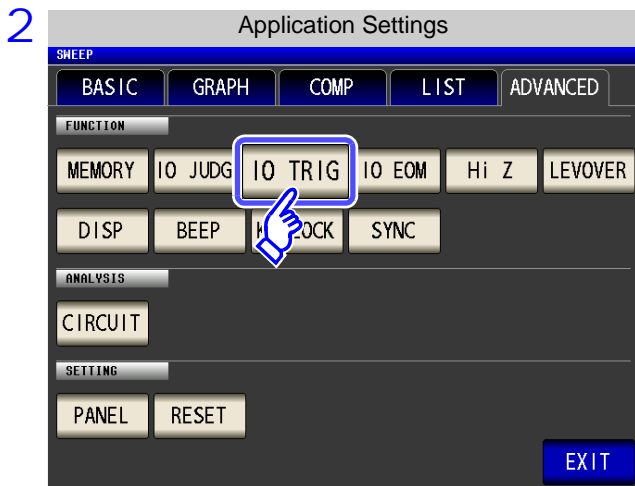 2
Application Settings
SWEEP
BASIC GRAPH COMP LIST ADVANCED
FUNCTION
MEMORY IO JUDG IO TRIG IO EOM Hi Z LEVOVER
DISP BEEP K OCK SYNC
ANALYSIS
CIRCUIT
SETTING
PANEL RESET
EXIT